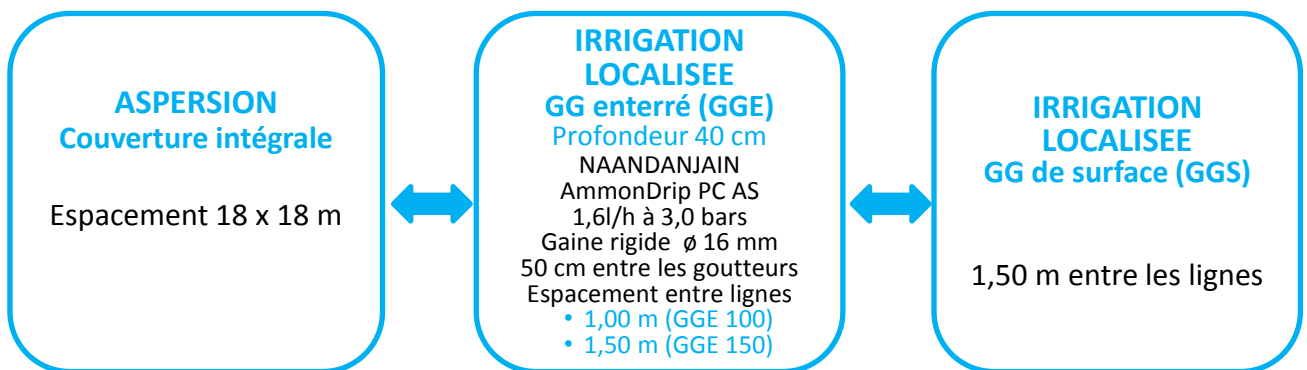 ASPERSION
Couverture intégrale
Espacement 18 x 18 m
IRRIGATION
LOCALISEE
GG enterré (GGE)
Profondeur 40 cm
NAANDANJAIN
AmmonDrip PC AS
1,6l/h à 3,0 bars
Gaine rigide ø 16 mm
50 cm entre les goutteurs
Espacement entre lignes
• 1,00 m (GGE 100)
• 1,50 m (GGE 150)
IRRIGATION
LOCALISEE
GG de surface (GGS)
1,50 m entre les lignes